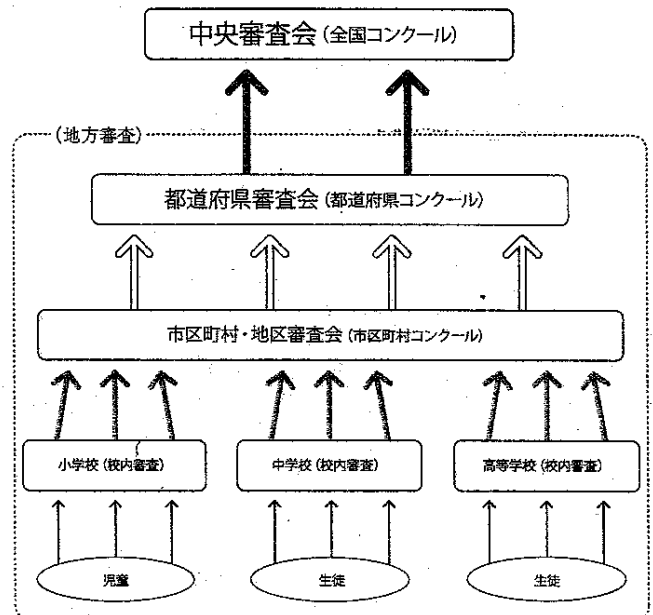 中央審査会(全国コンクール)
(地方審査)
都道府県審査会(都道府県コンクール)
市区町村・地区審査会(市区町村コンクール)
小学校(校内審査)
中学校(校内審査)
高等学校(校内審査)
児童
生徒
生徒